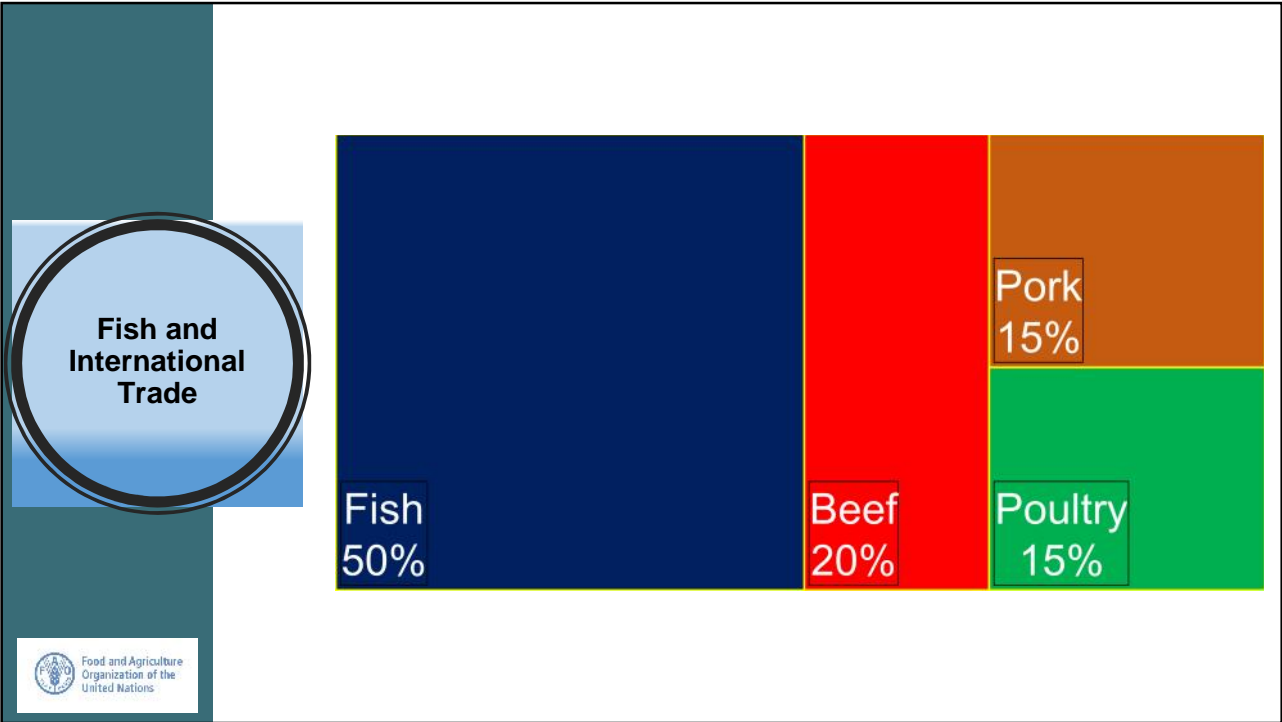 Fish and
International
Trade
Fish
50%
Beef
20%
Pork
15%
Poultry
15%
Food and Agriculture
Organization of the
United Nations